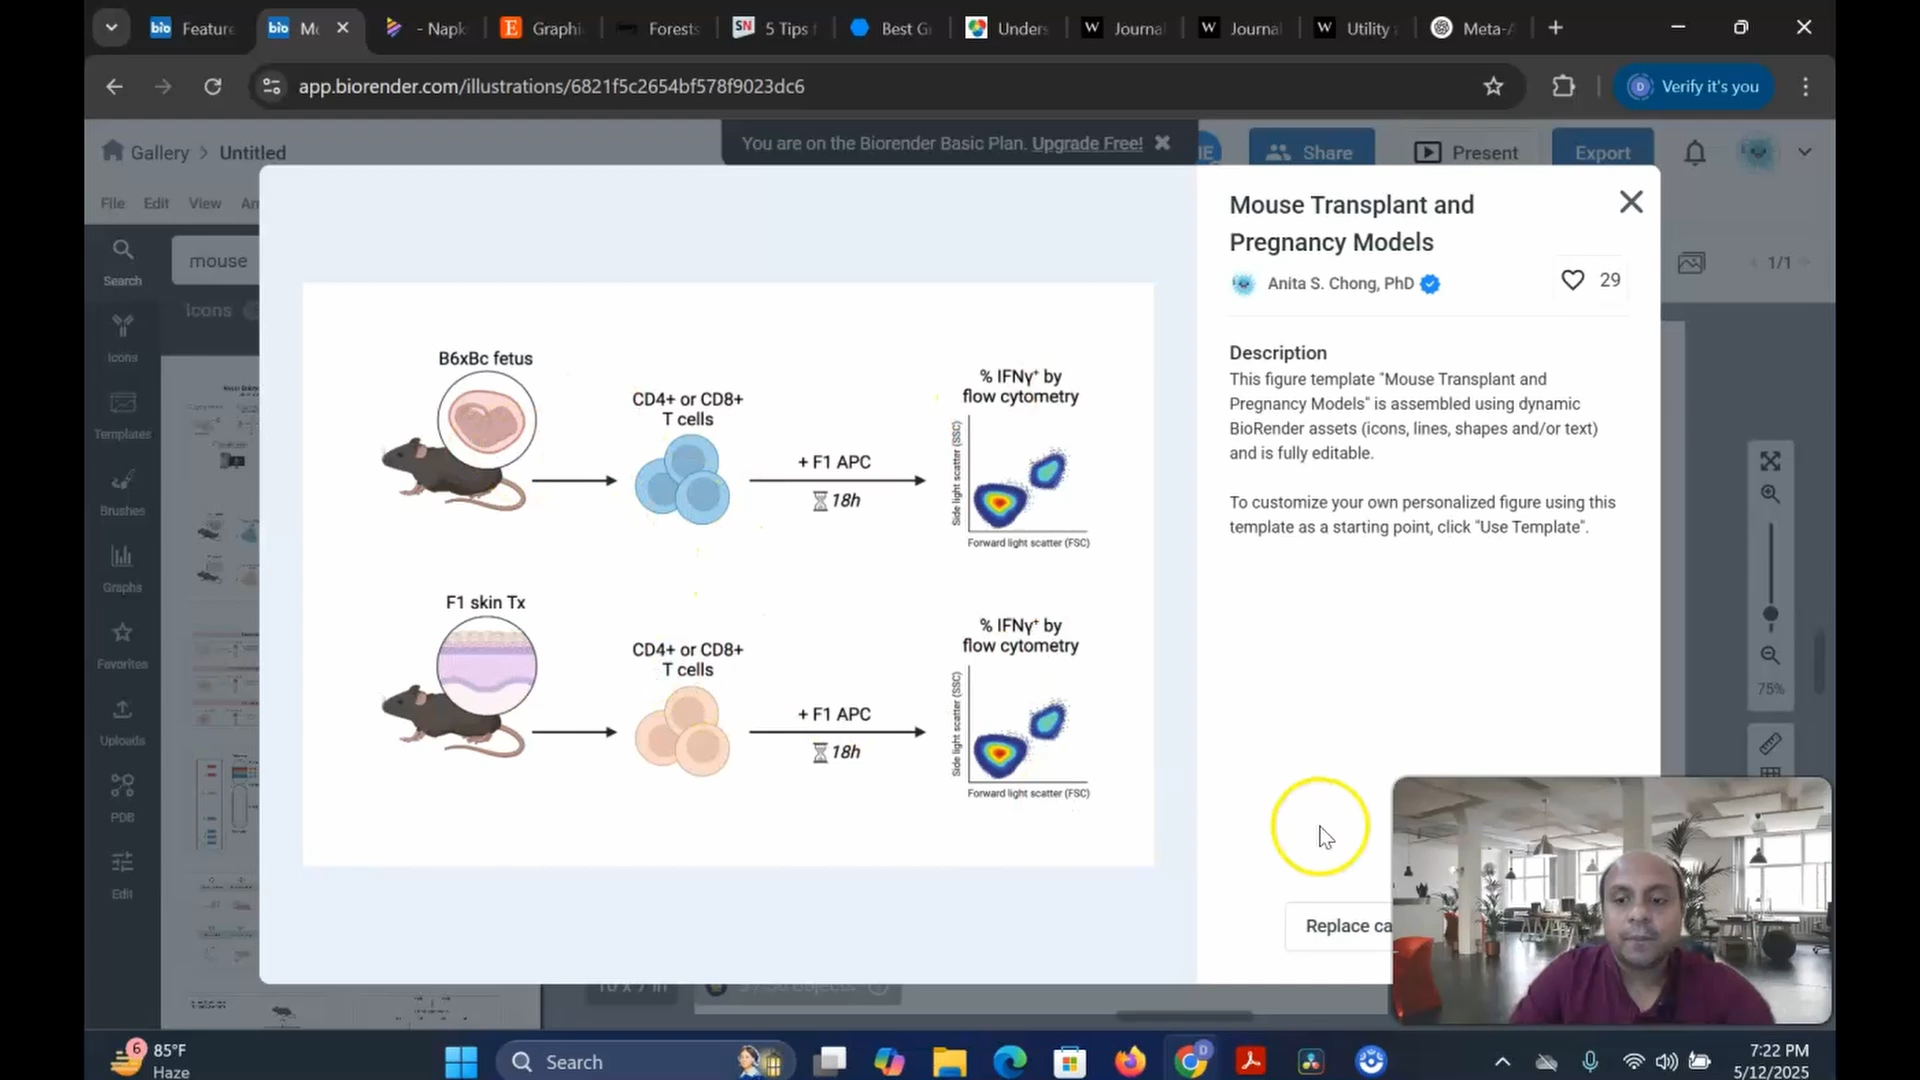 Feature
Mo
- Napk
Graphi
Forests
5 Tips f
Best Gr
Unders
Journal
Journal
Utility a
Meta-A
app.biorender.com/illustrations/6821f5c2654bf578f9023dc6
Verify it's you
Gallery > Untitled
You are on the Biorender Basic Plan. Upgrade Free!
IE
Share
Present
Export
File
Edit
View
mouse
Search
Icons
Icons
Templates
Brushes
Graphs
Favorites
Uploads
PDB
Edit
1/1
75%
B6xBc fetus
CD4+ or CD8+
T cells
+ F1 APC
18h
% IFNγ+ by
flow cytometry
Side light scatter (SSC)
Forward light scatter (FSC)
F1 skin Tx
CD4+ or CD8+
T cells
+ F1 APC
18h
% IFNγ+ by
flow cytometry
Side light scatter (SSC)
Forward light scatter (FSC)
Mouse Transplant and
Pregnancy Models
Anita S. Chong, PhD
29
Description
This figure template "Mouse Transplant and
Pregnancy Models" is assembled using dynamic
BioRender assets (icons, lines, shapes and/or text)
and is fully editable.
To customize your own personalized figure using this
template as a starting point, click "Use Template".
Replace ca
6
85°F
Haze
Search
7:22 PM
5/12/2025